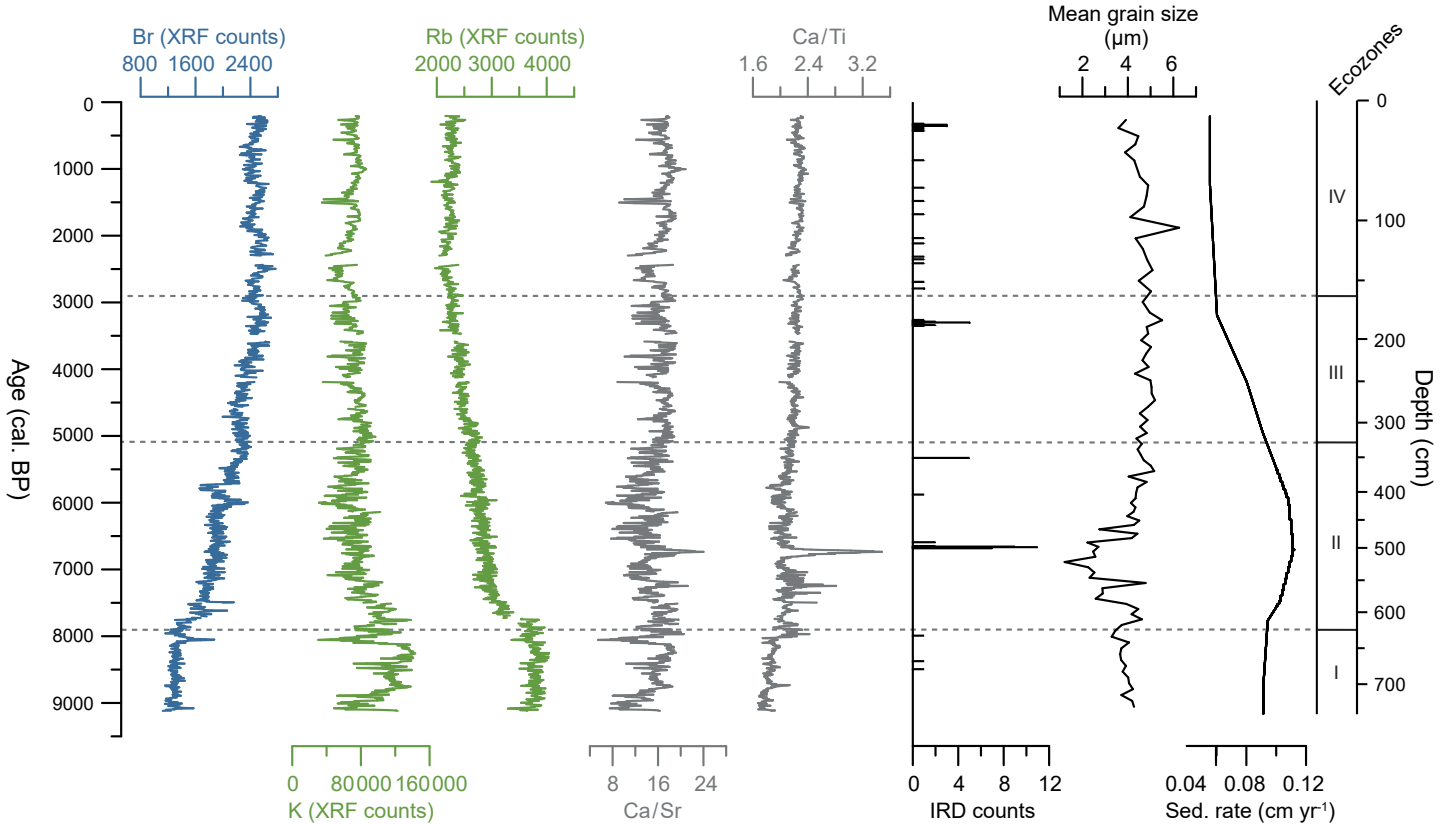 Mean grain size
(µm)
Br (XRF counts)
Rb (XRF counts)
Ca/Ti
Ecozones
800 1600 2400
2000 3000 4000
1.6 2.4 3.2
2 4 6
0
1000
2000
3000
4000
5000
6000
7000
8000
9000
Age (cal. BP)
IV
III
II
I
0
100
200
300
400
500
600
700
Depth (cm)
0 80000 160000
8 16 24
0 4 8 12
0.04 0.08 0.12
K (XRF counts)
Ca/Sr
IRD counts
Sed. rate (cm yr⁻¹)